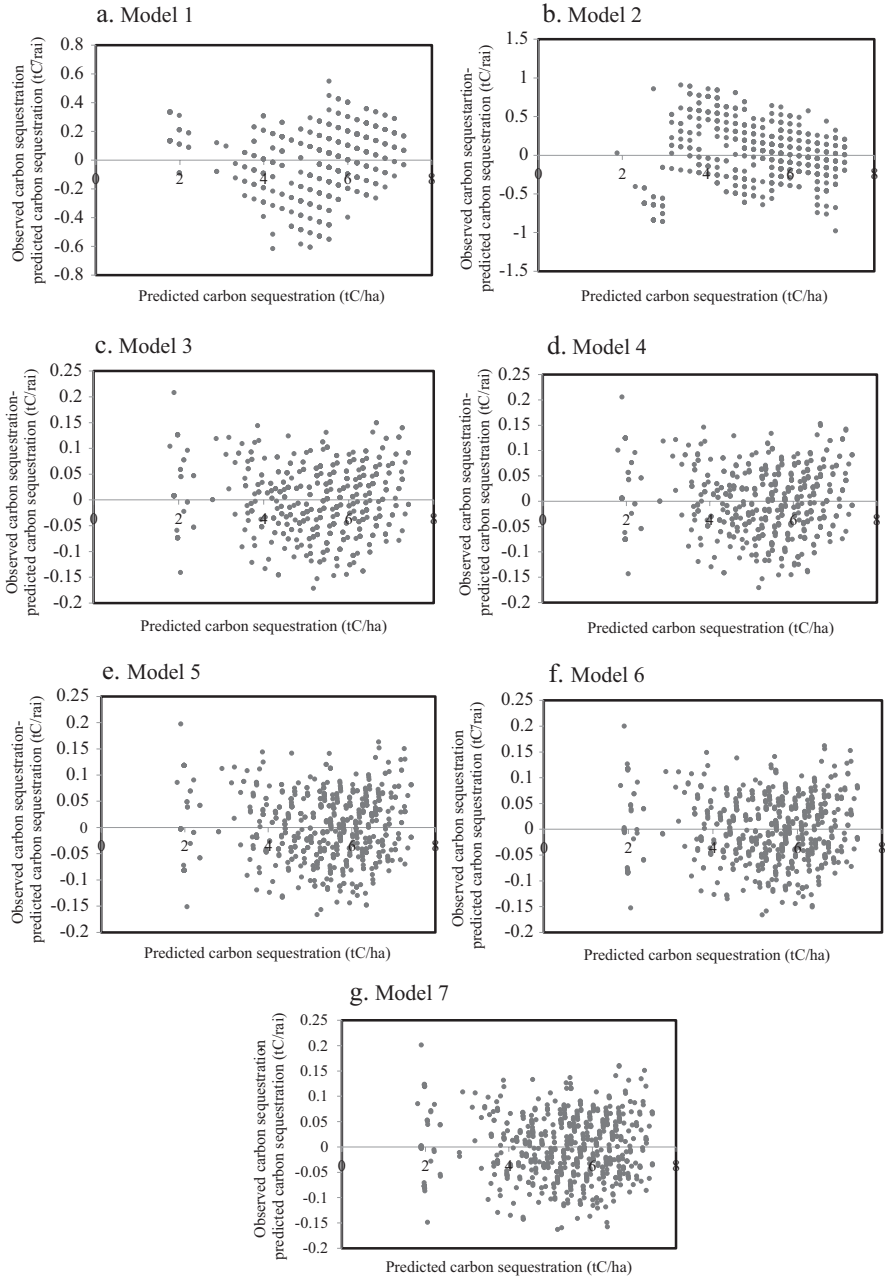 a. Model 1
Observed carbon sequestration
predicted carbon sequestration (tC/rai)
0.8
0.6
0.4
0.2
0
-0.2
-0.4
-0.6
-0.8
0 2 4 6 8
Predicted carbon sequestration (tC/ha)
b. Model 2
Observed carbon sequestartion-
predicted carbon sequestration (tC/rai)
1.5
1
0.5
0
-0.5
-1
-1.5
0 2 4 6 8
Predicted carbon sequestration (tC/ha)
c. Model 3
Observed carbon sequestration-
predicted carbon sequestration (tC/rai)
0.25
0.2
0.15
0.1
0.05
0
-0.05
-0.1
-0.15
-0.2
0 2 4 6 8
Predicted carbon sequestration (tC/ha)
d. Model 4
Observed carbon sequestration-
predicted carbon sequestration (tC/rai)
0.25
0.2
0.15
0.1
0.05
0
-0.05
-0.1
-0.15
-0.2
0 2 4 6 8
Predicted carbon sequestration (tC/ha)
e. Model 5
Observed carbon sequestration-
predicted carbon sequestration (tC/rai)
0.25
0.2
0.15
0.1
0.05
0
-0.05
-0.1
-0.15
-0.2
0 2 4 6 8
Predicted carbon sequestration (tC/ha)
f. Model 6
Observed carbon sequestration
predicted carbon sequestration (tC/rai)
0.25
0.2
0.15
0.1
0.05
0
-0.05
-0.1
-0.15
-0.2
0 2 4 6 8
Predicted carbon sequestration (tC/ha)
g. Model 7
Observed carbon sequestration
predicted carbon sequestration (tC/rai)
0.25
0.2
0.15
0.1
0.05
0
-0.05
-0.1
-0.15
-0.2
0 2 4 6 8
Predicted carbon sequestration (tC/ha)